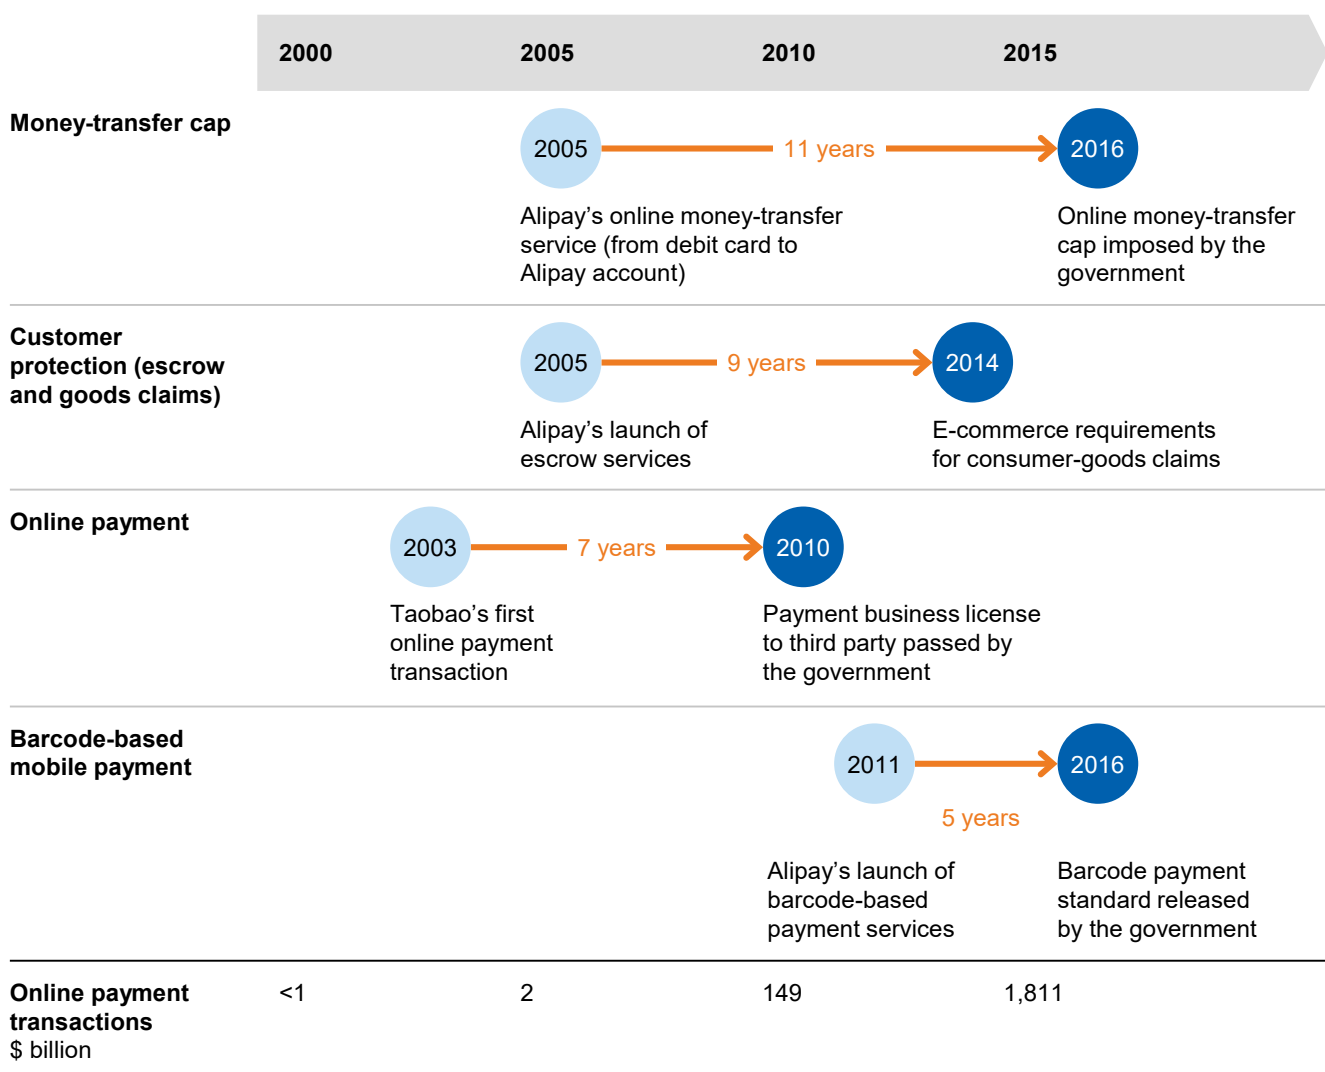 2000 2005 2010 2015
Money-transfer cap
2005 11 years 2016
Alipay’s online money-transfer
service (from debit card to
Alipay account)
Online money-transfer
cap imposed by the
government
Customer
protection (escrow
and goods claims)
2005 9 years 2014
Alipay’s launch of
escrow services
E-commerce requirements
for consumer-goods claims
Online payment
2003 7 years 2010
Taobao’s first
online payment
transaction
Payment business license
to third party passed by
the government
Barcode-based
mobile payment
2011 2016
5 years
Alipay’s launch of
barcode-based
payment services
Barcode payment
standard released
by the government
Online payment
transactions
$ billion
<1 2 149 1,811